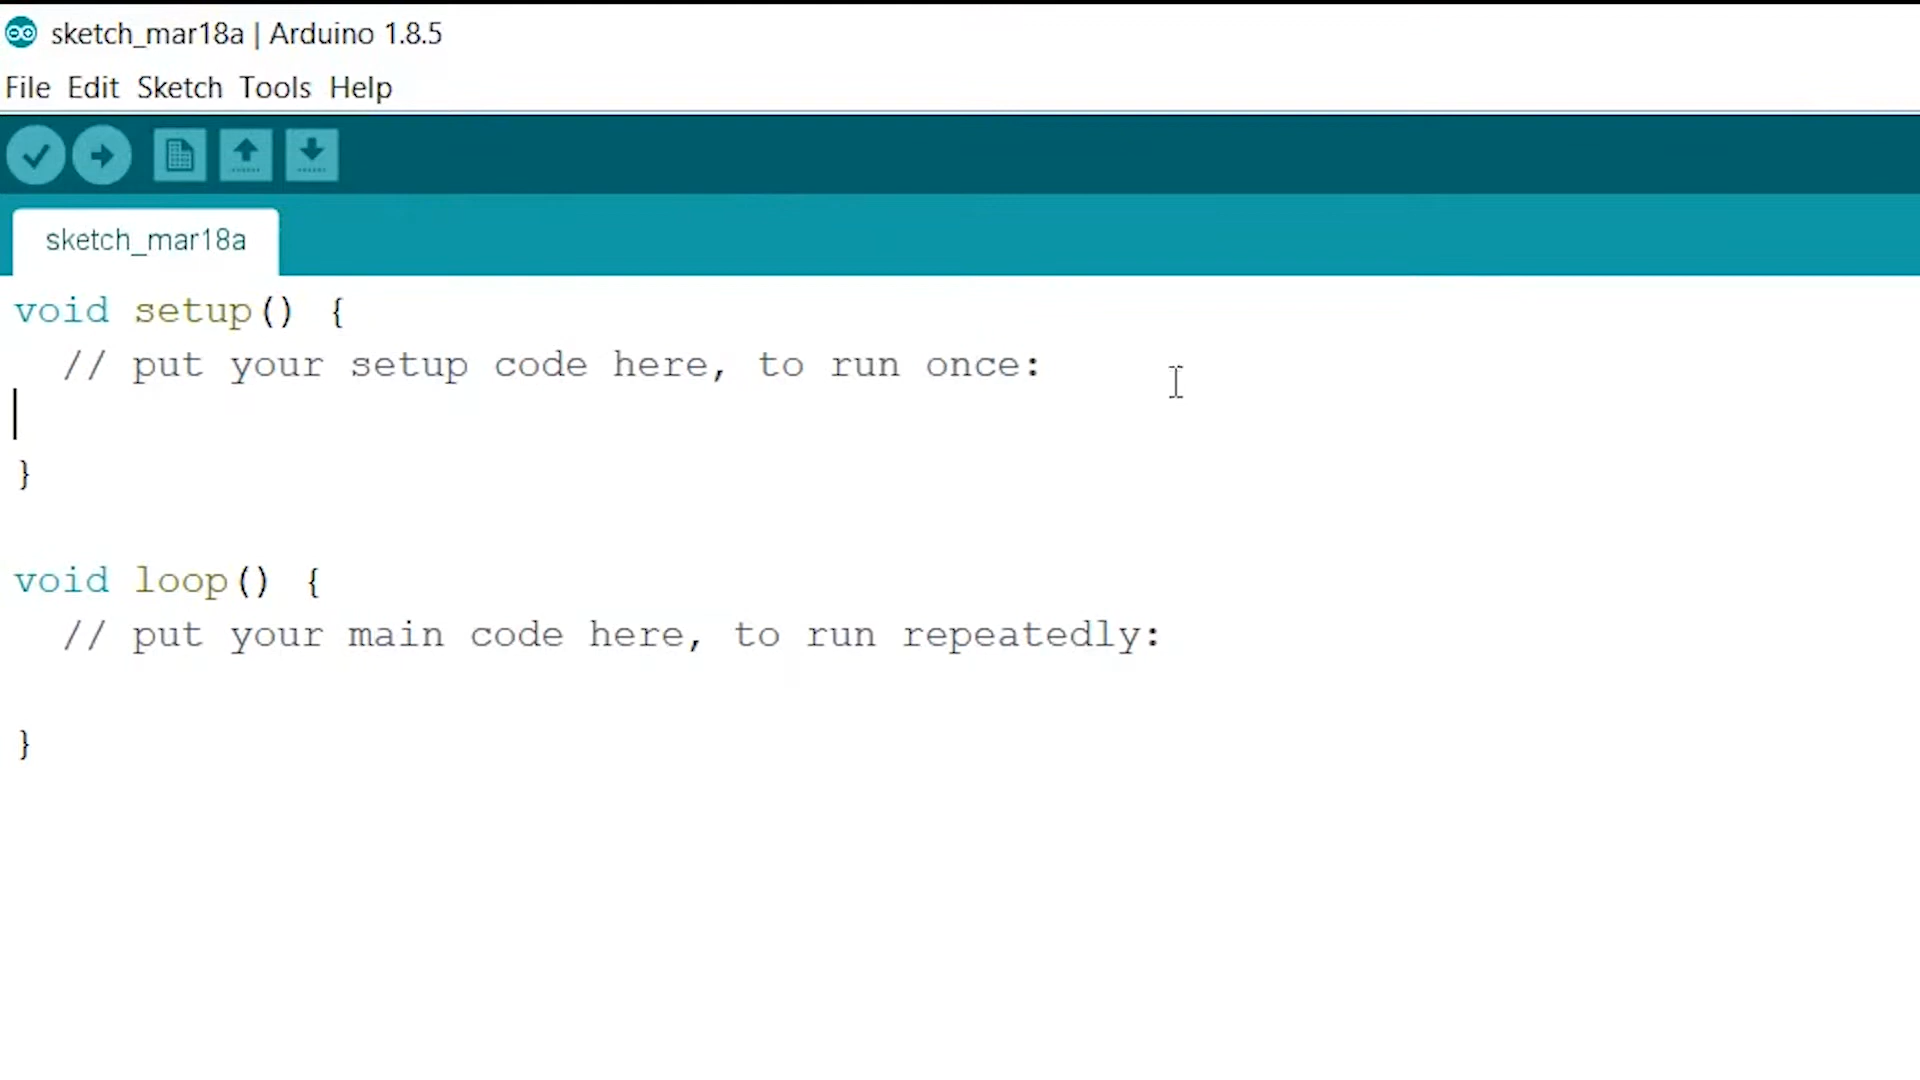 sketch_mar18a | Arduino 1.8.5
File Edit Sketch Tools Help
sketch_mar18a
void setup() {
  // put your setup code here, to run once:
}
void loop() {
  // put your main code here, to run repeatedly:
}